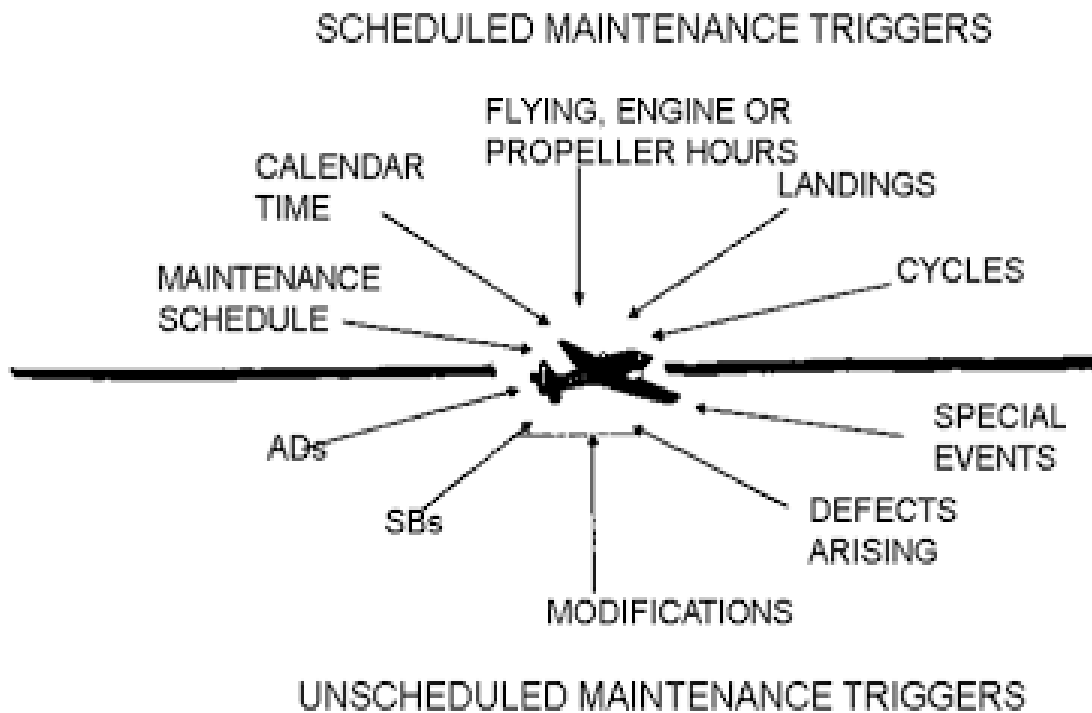 SCHEDULED MAINTENANCE TRIGGERS
FLYING, ENGINE OR
PROPELLER HOURS
CALENDAR
TIME
LANDINGS
MAINTENANCE
SCHEDULE
CYCLES
ADs
SPECIAL
EVENTS
SBs
DEFECTS
ARISING
MODIFICATIONS
UNSCHEDULED MAINTENANCE TRIGGERS